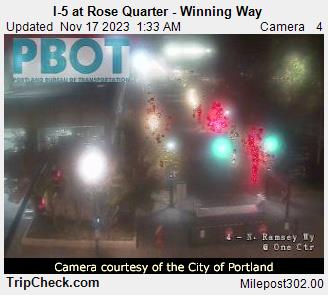 I-5 at Rose Quarter - Winning Way
Updated Nov 17 2023 1:33 AM Camera 4
PBOT
PORTLAND BUREAU OF TRANSPORTATION
4 - N. Ramsey Wy
@ One Ctr
Camera courtesy of the City of Portland
TripCheck.com Milepost302.00